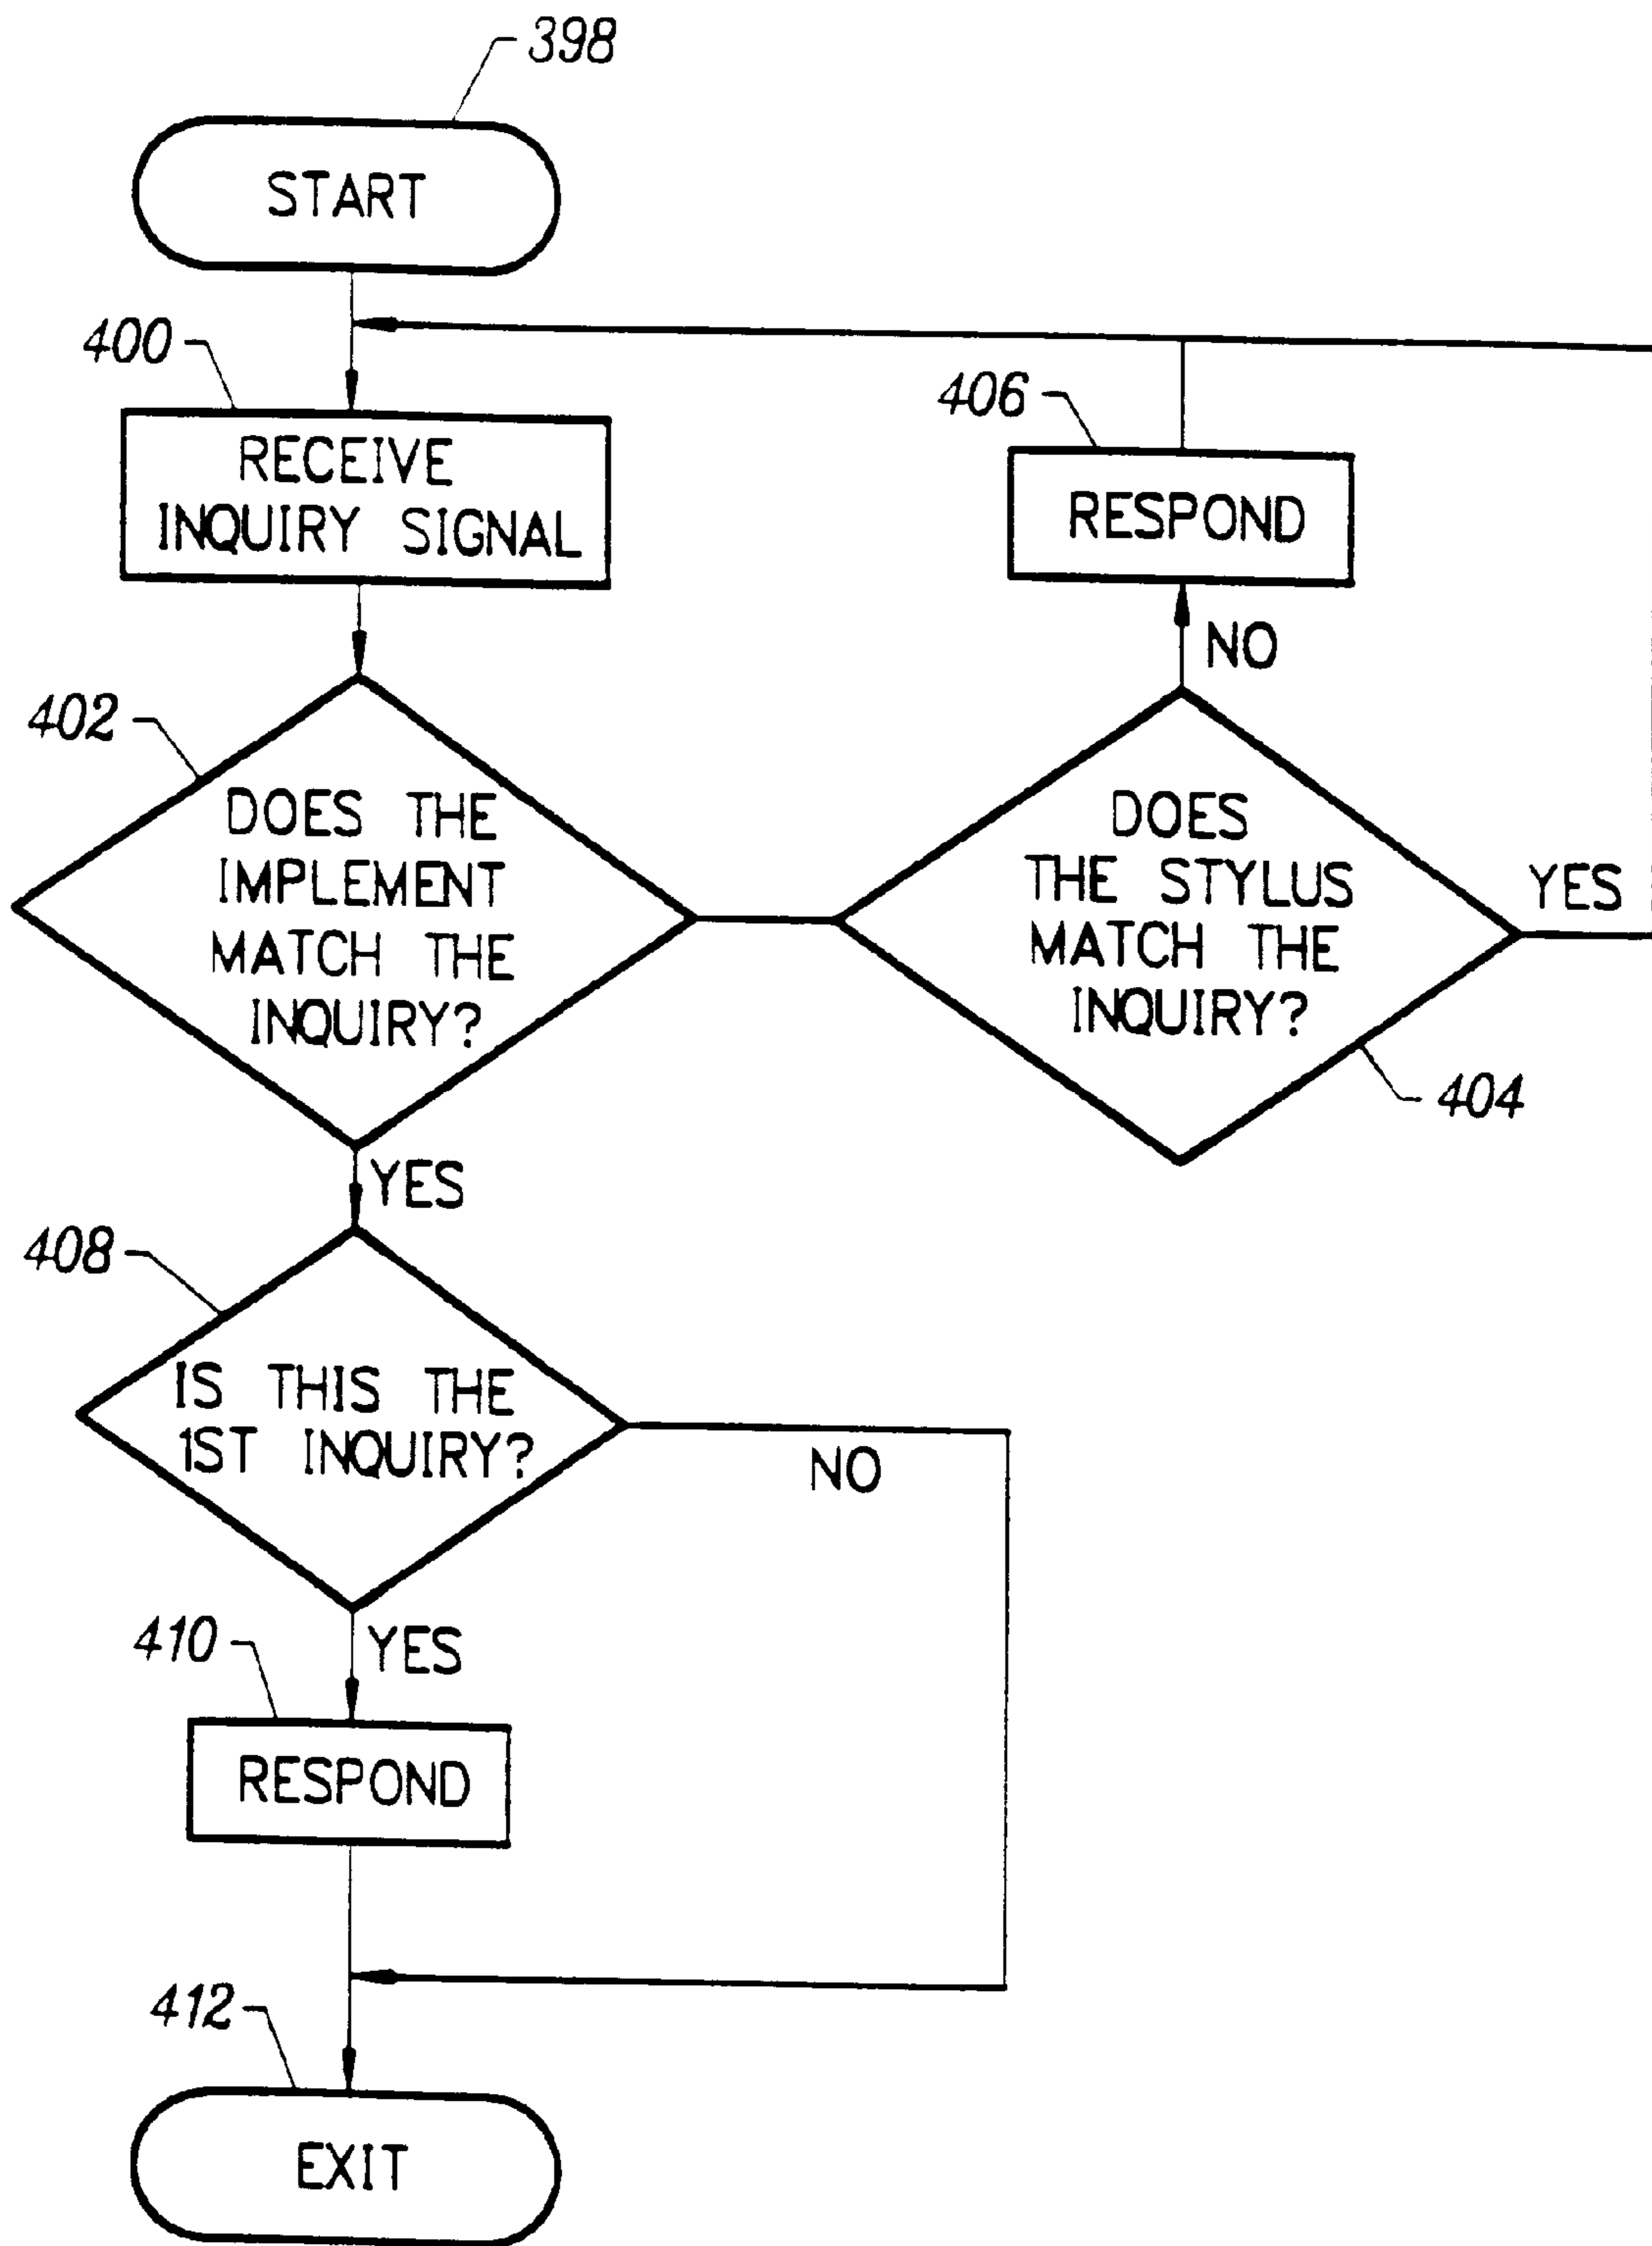 398
START
400
RECEIVE
INQUIRY SIGNAL
406
RESPOND
NO
402
DOES THE
IMPLEMENT
MATCH THE
INQUIRY?
DOES
THE STYLUS
MATCH THE
INQUIRY?
YES
404
YES
408
IS THIS THE
1ST INQUIRY?
NO
YES
410
RESPOND
412
EXIT